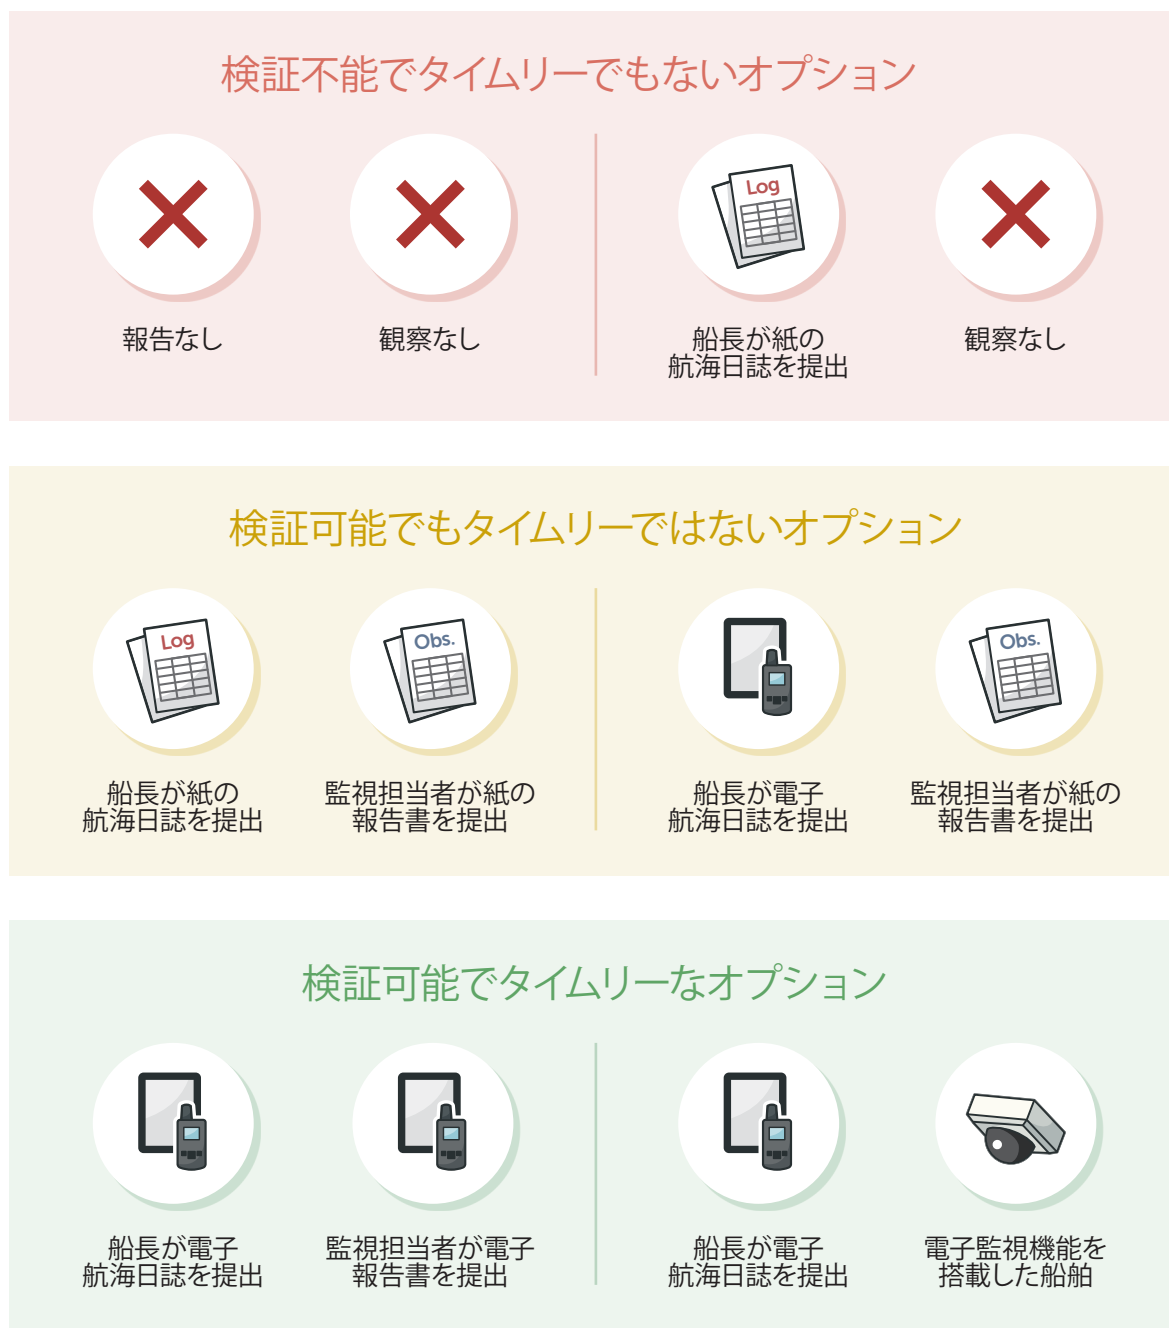 検証不能でタイムリーでもないオプション
Log
報告なし
観察なし
船長が紙の
航海日誌を提出
観察なし
検証可能でもタイムリーではないオプション
Log
Obs.
Obs.
船長が紙の
航海日誌を提出
監視担当者が紙の
報告書を提出
船長が電子
航海日誌を提出
監視担当者が紙の
報告書を提出
検証可能でタイムリーなオプション
船長が電子
航海日誌を提出
監視担当者が電子
報告書を提出
船長が電子
航海日誌を提出
電子監視機能を
搭載した船舶